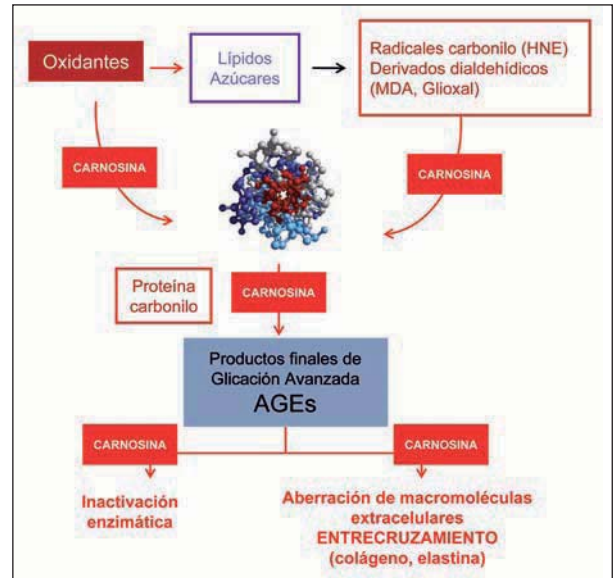 Oxidantes
Lípidos
Azúcares
Radicales carbonilo (HNE)
Derivados dialdehídicos
(MDA, Glioxal)
CARNOSINA
CARNOSINA
Proteína
carbonilo
CARNOSINA
Productos finales de
Glicación Avanzada
AGEs
CARNOSINA
CARNOSINA
Inactivación
enzimática
Aberración de macromoléculas
extracelulares
ENTRECRUZAMIENTO
(colágeno, elastina)